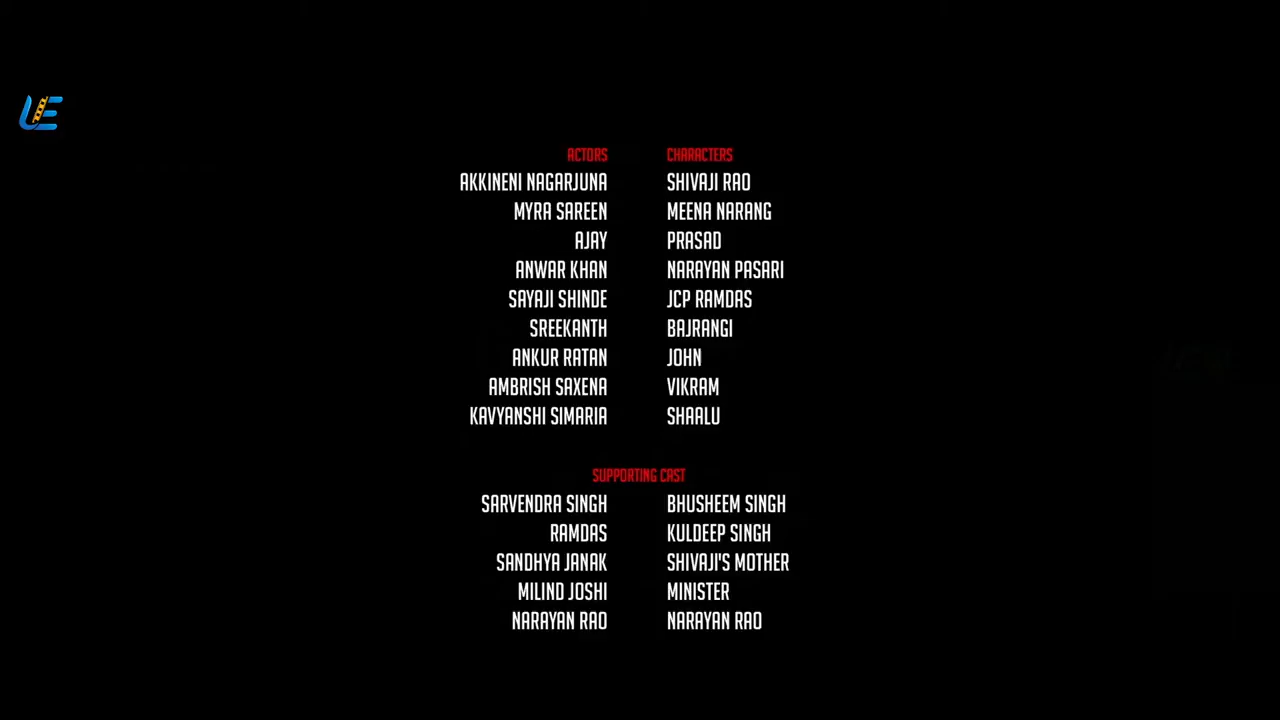 UE
ACTORS CHARACTERS
AKKINENI NAGARJUNA SHIVAJI RAO
MYRA SAREEN MEENA NARANG
AJAY PRASAD
ANWAR KHAN NARAYAN PASARI
SAYAJI SHINDE JCP RAMDAS
SREEKANTH BAJRANGI
ANKUR RATAN JOHN
AMBRISH SAXENA VIKRAM
KAVYANSHI SIMARIA SHAALU
SUPPORTING CAST
SARVENDRA SINGH BHUSHEEM SINGH
RAMDAS KULDEEP SINGH
SANDHYA JANAK SHIVAJI'S MOTHER
MILIND JOSHI MINISTER
NARAYAN RAO NARAYAN RAO